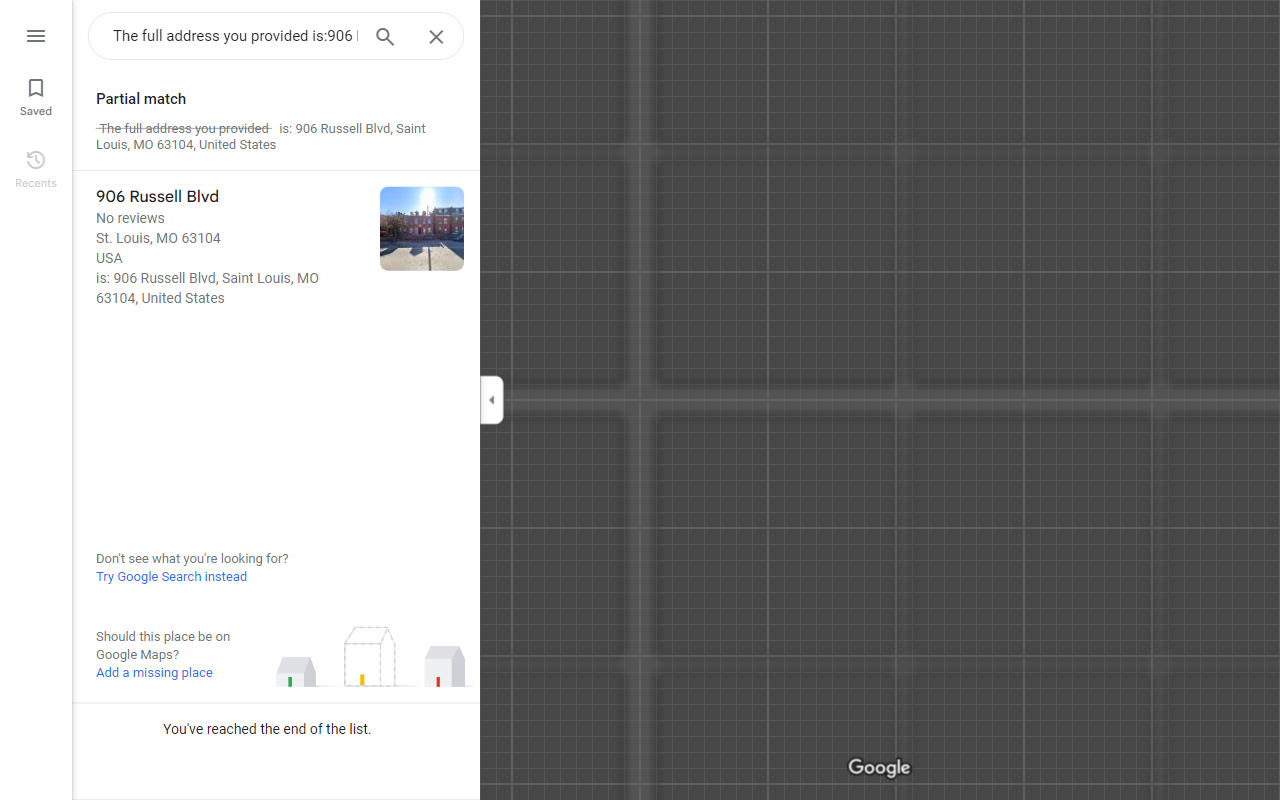 The full address you provided is:906
Saved
Recents
Partial match
The full address you provided is: 906 Russell Blvd, Saint
Louis, MO 63104, United States
906 Russell Blvd
No reviews
St. Louis, MO 63104
USA
is: 906 Russell Blvd, Saint Louis, MO
63104, United States
Don't see what you're looking for?
Try Google Search instead
Should this place be on
Google Maps?
Add a missing place
You've reached the end of the list.
Google